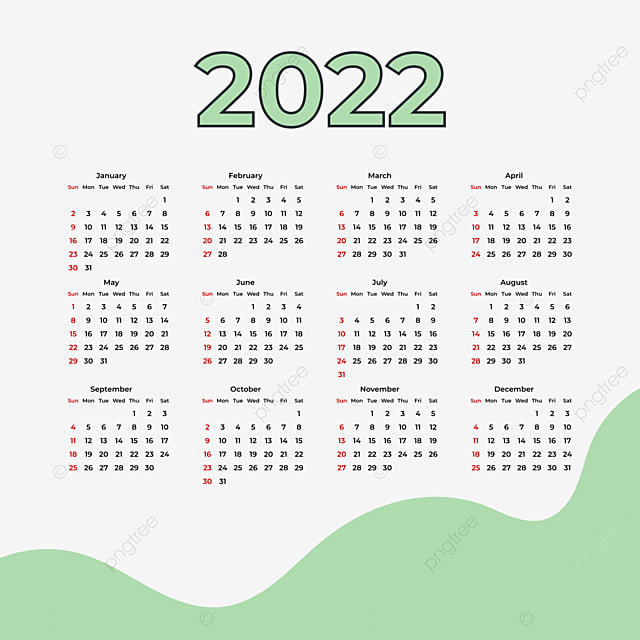 2022
January
Sun Mon Tue Wed Thu Fri Sat
1
2 3 4 5 6 7 8
9 10 11 12 13 14 15
16 17 18 19 20 21 22
23 24 25 26 27 28 29
30 31
February
Sun Mon Tue Wed Thu Fri Sat
1 2 3 4 5
6 7 8 9 10 11 12
13 14 15 16 17 18 19
20 21 22 23 24 25 26
27 28
March
Sun Mon Tue Wed Thu Fri Sat
1 2 3 4 5
6 7 8 9 10 11 12
13 14 15 16 17 18 19
20 21 22 23 24 25 26
27 28 29 30 31
April
Sun Mon Tue Wed Thu Fri Sat
1 2
3 4 5 6 7 8 9
10 11 12 13 14 15 16
17 18 19 20 21 22 23
24 25 26 27 28 29 30
May
Sun Mon Tue Wed Thu Fri Sat
1 2 3 4 5 6 7
8 9 10 11 12 13 14
15 16 17 18 19 20 21
22 23 24 25 26 27 28
29 30 31
June
Sun Mon Tue Wed Thu Fri Sat
1 2 3 4
5 6 7 8 9 10 11
12 13 14 15 16 17 18
19 20 21 22 23 24 25
26 27 28 29 30
July
Sun Mon Tue Wed Thu Fri Sat
1 2
3 4 5 6 7 8 9
10 11 12 13 14 15 16
17 18 19 20 21 22 23
24 25 26 27 28 29 30
31
August
Sun Mon Tue Wed Thu Fri Sat
1 2 3 4 5 6
7 8 9 10 11 12 13
14 15 16 17 18 19 20
21 22 23 24 25 26 27
28 29 30 31
September
Sun Mon Tue Wed Thu Fri Sat
1 2 3
4 5 6 7 8 9 10
11 12 13 14 15 16 17
18 19 20 21 22 23 24
25 26 27 28 29 30
October
Sun Mon Tue Wed Thu Fri Sat
1
2 3 4 5 6 7 8
9 10 11 12 13 14 15
16 17 18 19 20 21 22
23 24 25 26 27 28 29
30 31
November
Sun Mon Tue Wed Thu Fri Sat
1 2 3 4 5
6 7 8 9 10 11 12
13 14 15 16 17 18 19
20 21 22 23 24 25 26
27 28 29 30
December
Sun Mon Tue Wed Thu Fri Sat
1 2 3
4 5 6 7 8 9 10
11 12 13 14 15 16 17
18 19 20 21 22 23 24
25 26 27 28 29 30 31
pngtree
pngtree
pngtree
pngtree
pngtree
pngtree